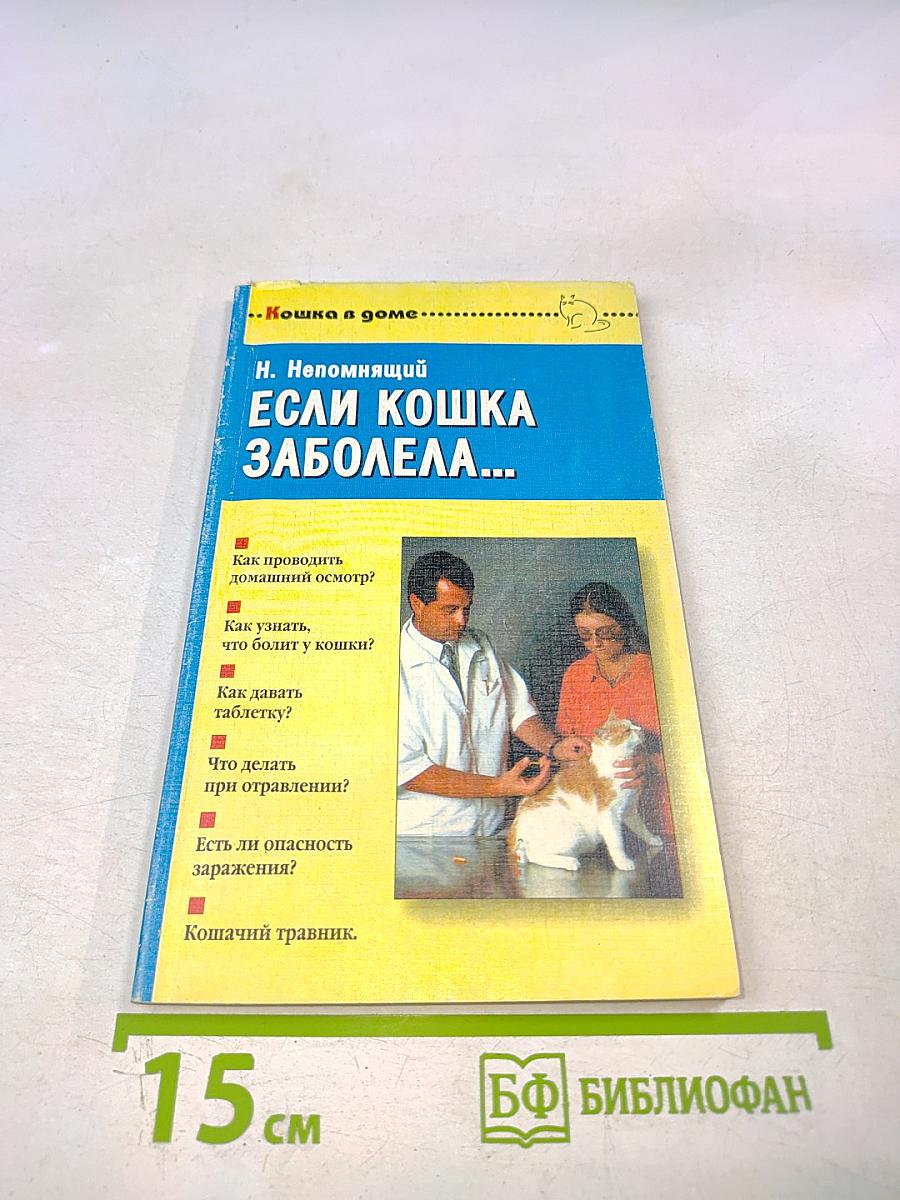 Кошка в доме
Н. Непомнящий
ЕСЛИ КОШКА
ЗАБОЛЕЛА...
Как проводить
домашний осмотр?
Как узнать,
что болит у кошки?
Как давать
таблетку?
Что делать
при отравлении?
Есть ли опасность
заражения?
Кошачий травник.
15 см
БФ БИБЛИОФАН